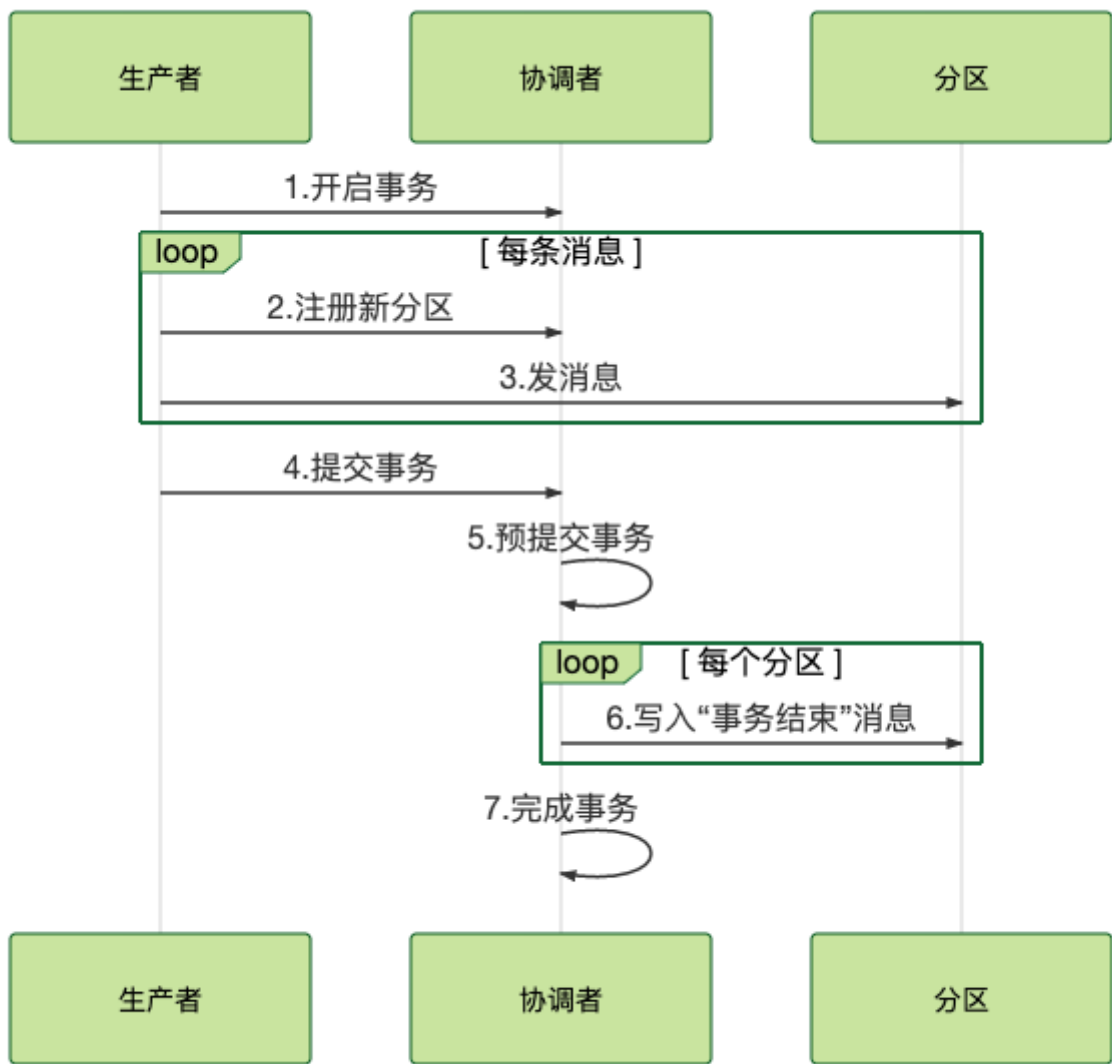 生产者 协调者 分区
1.开启事务
loop [ 每条消息 ]
2.注册新分区
3.发消息
4.提交事务
5.预提交事务
loop [ 每个分区 ]
6.写入“事务结束”消息
7.完成事务
生产者 协调者 分区